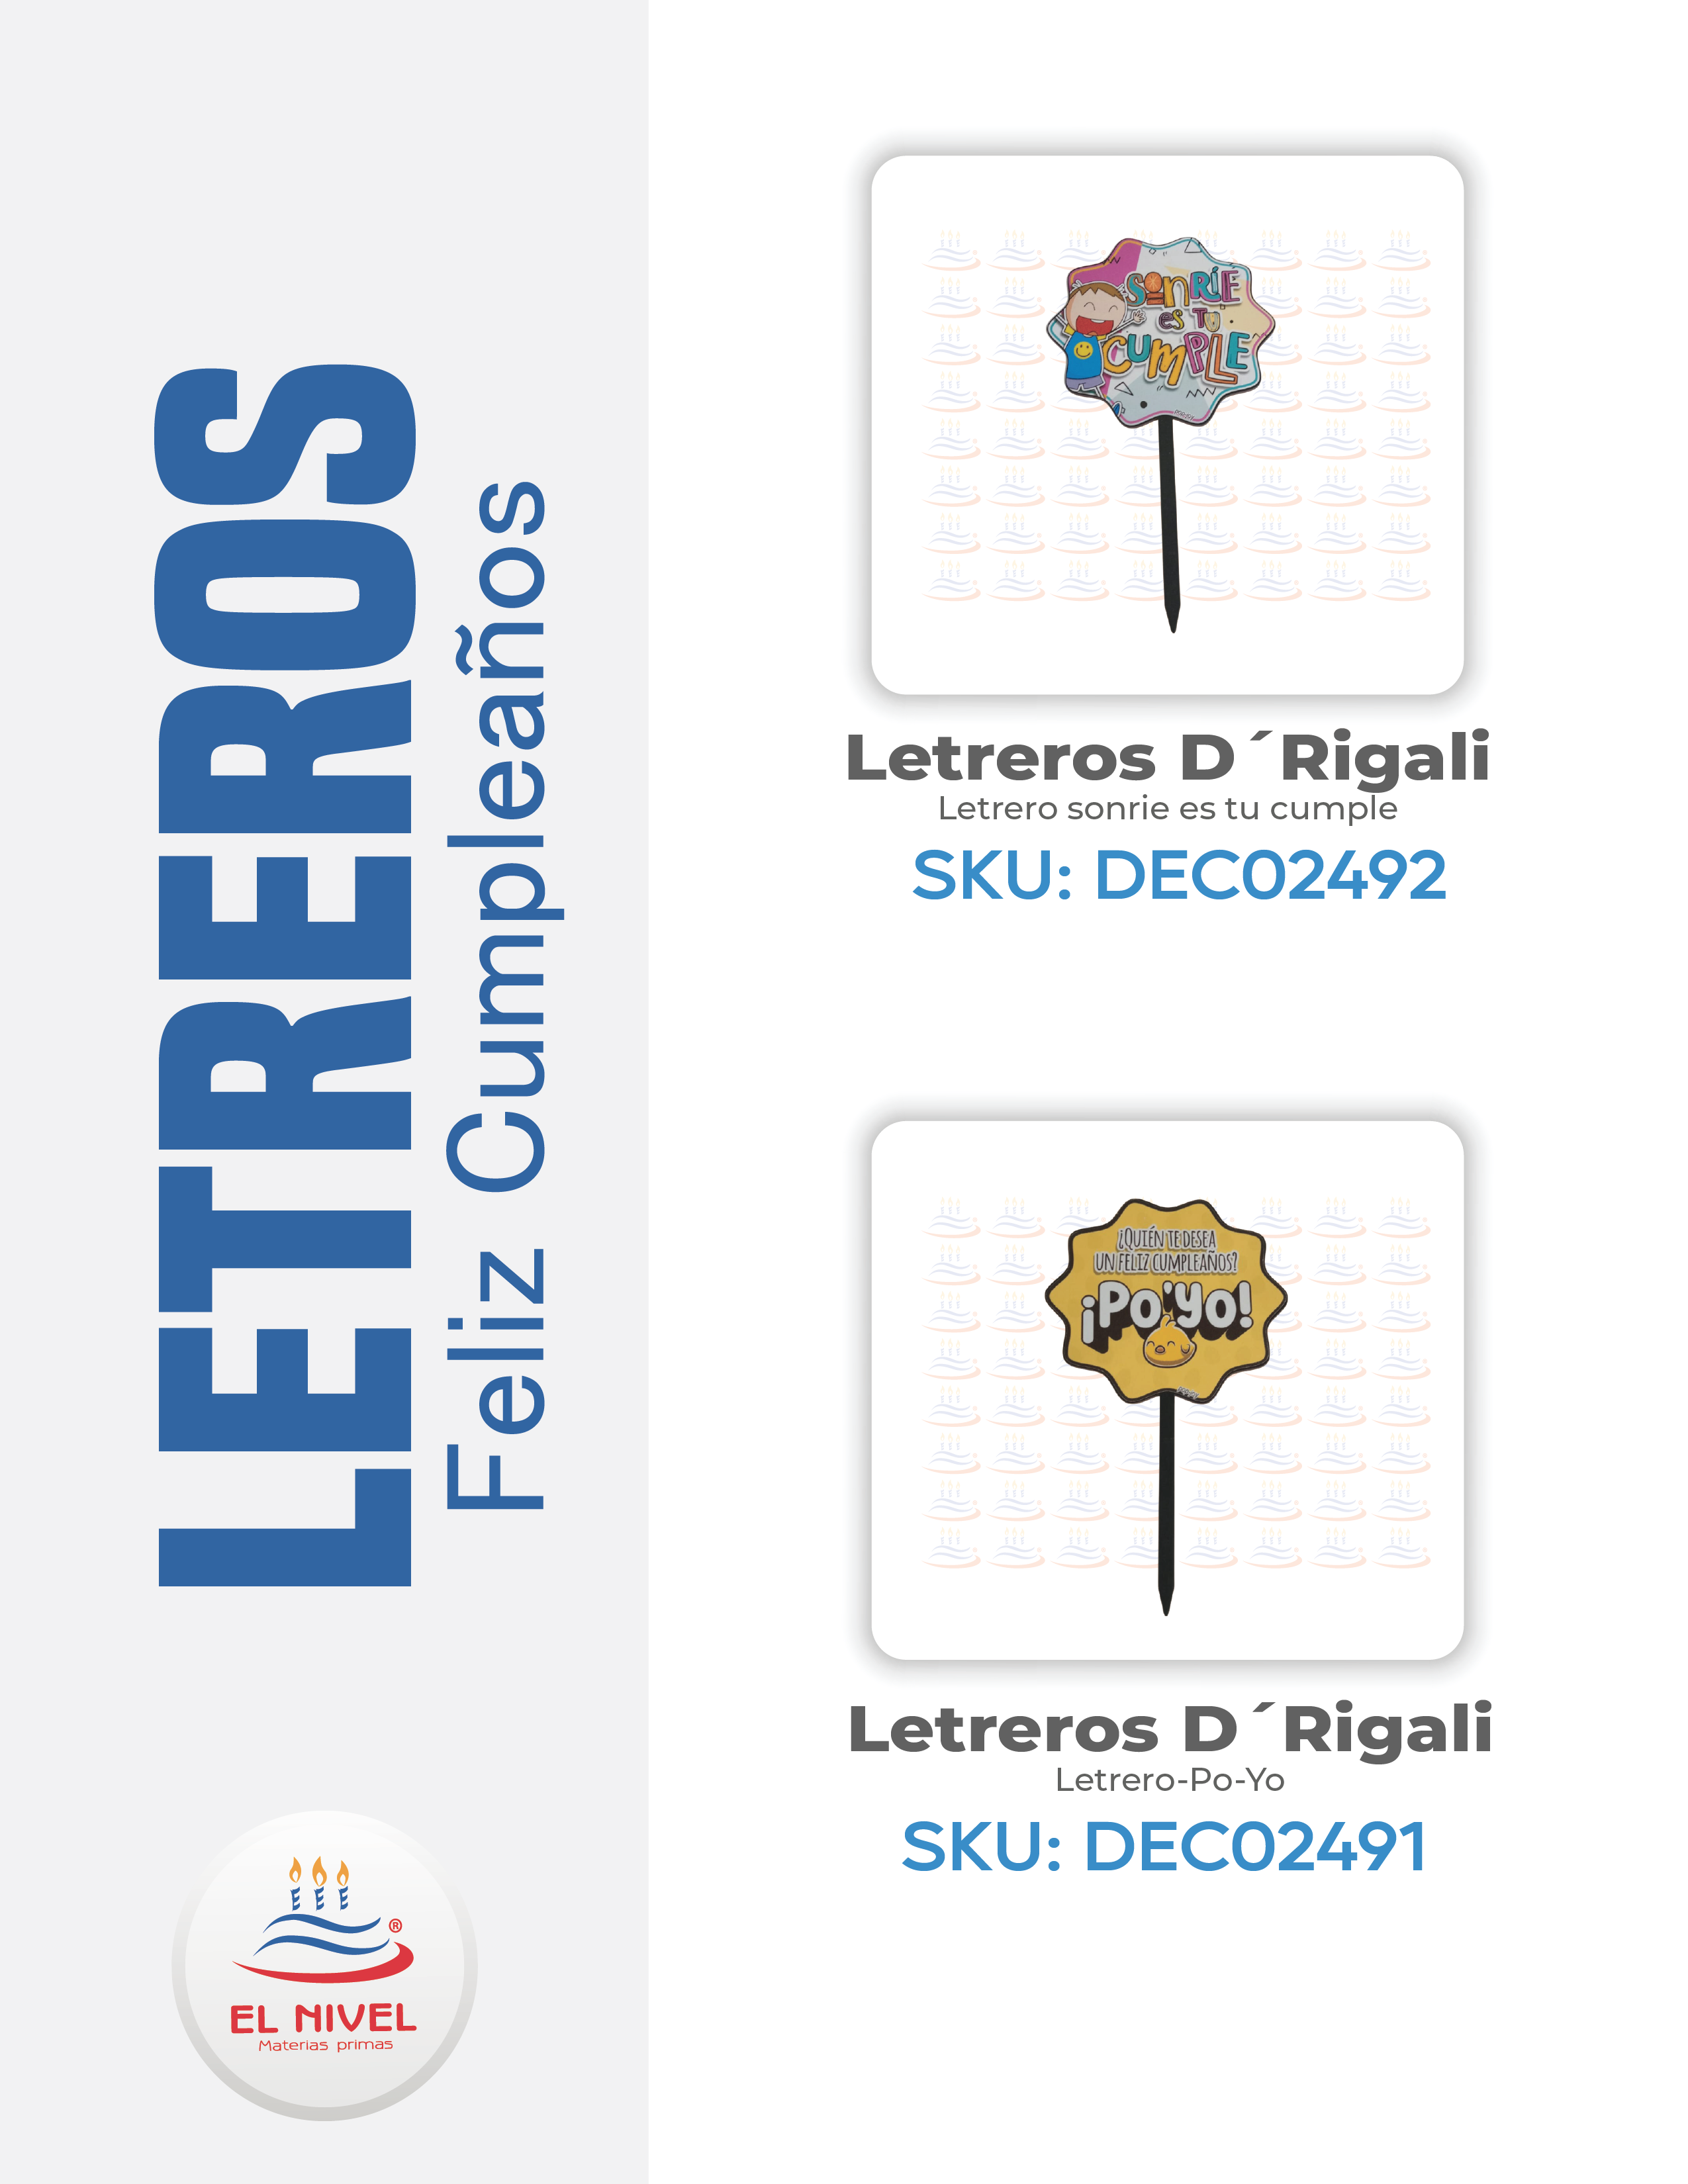 LETREROS
Feliz Cumpleaños
SONRÍE
ES TU
CUMPLE
Letreros D´Rigali
Letrero sonrie es tu cumple
SKU: DEC02492
¿QUIÉN TE DESEA
UN FELIZ CUMPLEAÑOS?
¡PO'YO!
Letreros D´Rigali
Letrero-Po-Yo
SKU: DEC02491
®
EL NIVEL
Materias primas